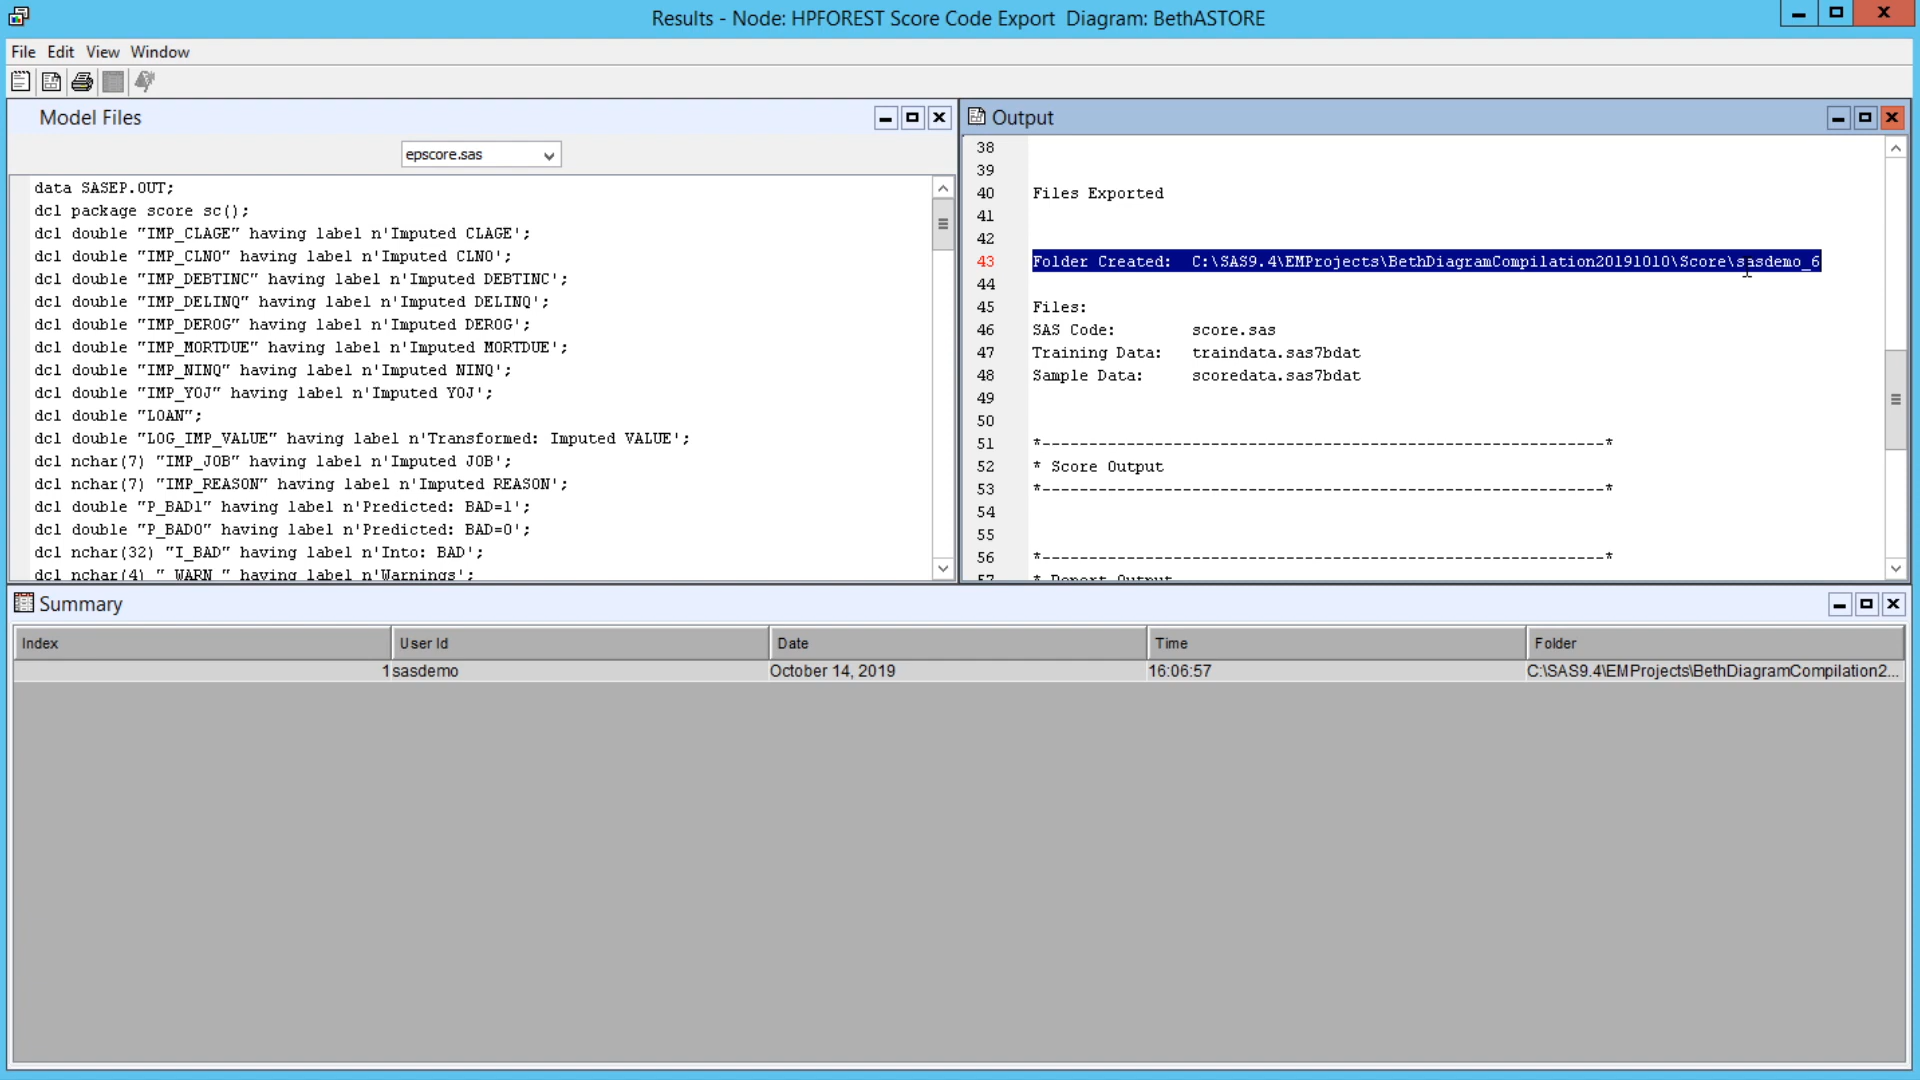 Results - Node: HPFOREST Score Code Export  Diagram: BethASTORE
File Edit View Window
Model Files
epscore.sas
data SASEP.OUT;
dcl package score sc();
dcl double "IMP_CLAGE" having label n'Imputed CLAGE';
dcl double "IMP_CLNO" having label n'Imputed CLNO';
dcl double "IMP_DEBTINC" having label n'Imputed DEBTINC';
dcl double "IMP_DELINQ" having label n'Imputed DELINQ';
dcl double "IMP_DEROG" having label n'Imputed DEROG';
dcl double "IMP_MORTDUE" having label n'Imputed MORTDUE';
dcl double "IMP_NINQ" having label n'Imputed NINQ';
dcl double "IMP_YOJ" having label n'Imputed YOJ';
dcl double "LOAN";
dcl double "LOG_IMP_VALUE" having label n'Transformed: Imputed VALUE';
dcl nchar(7) "IMP_JOB" having label n'Imputed JOB';
dcl nchar(7) "IMP_REASON" having label n'Imputed REASON';
dcl double "P_BAD1" having label n'Predicted: BAD=1';
dcl double "P_BAD0" having label n'Predicted: BAD=0';
dcl nchar(32) "I_BAD" having label n'Into: BAD';
dcl nchar(4) "_WARN_" having label n'Warnings';
Output
38
39
40 Files Exported
41
42
43 Folder Created: C:\SAS9.4\EMProjects\BethDiagramCompilation20191010\Score\sasdemo_6
44
45 Files:
46 SAS Code: score.sas
47 Training Data: traindata.sas7bdat
48 Sample Data: scoredata.sas7bdat
49
50
51 *------------------------------------------------------------*
52 * Score Output
53 *------------------------------------------------------------*
54
55
56 *------------------------------------------------------------*
57 * Report Output
Summary
Index User Id Date Time Folder
1 sasdemo October 14, 2019 16:06:57 C:\SAS9.4\EMProjects\BethDiagramCompilation2...